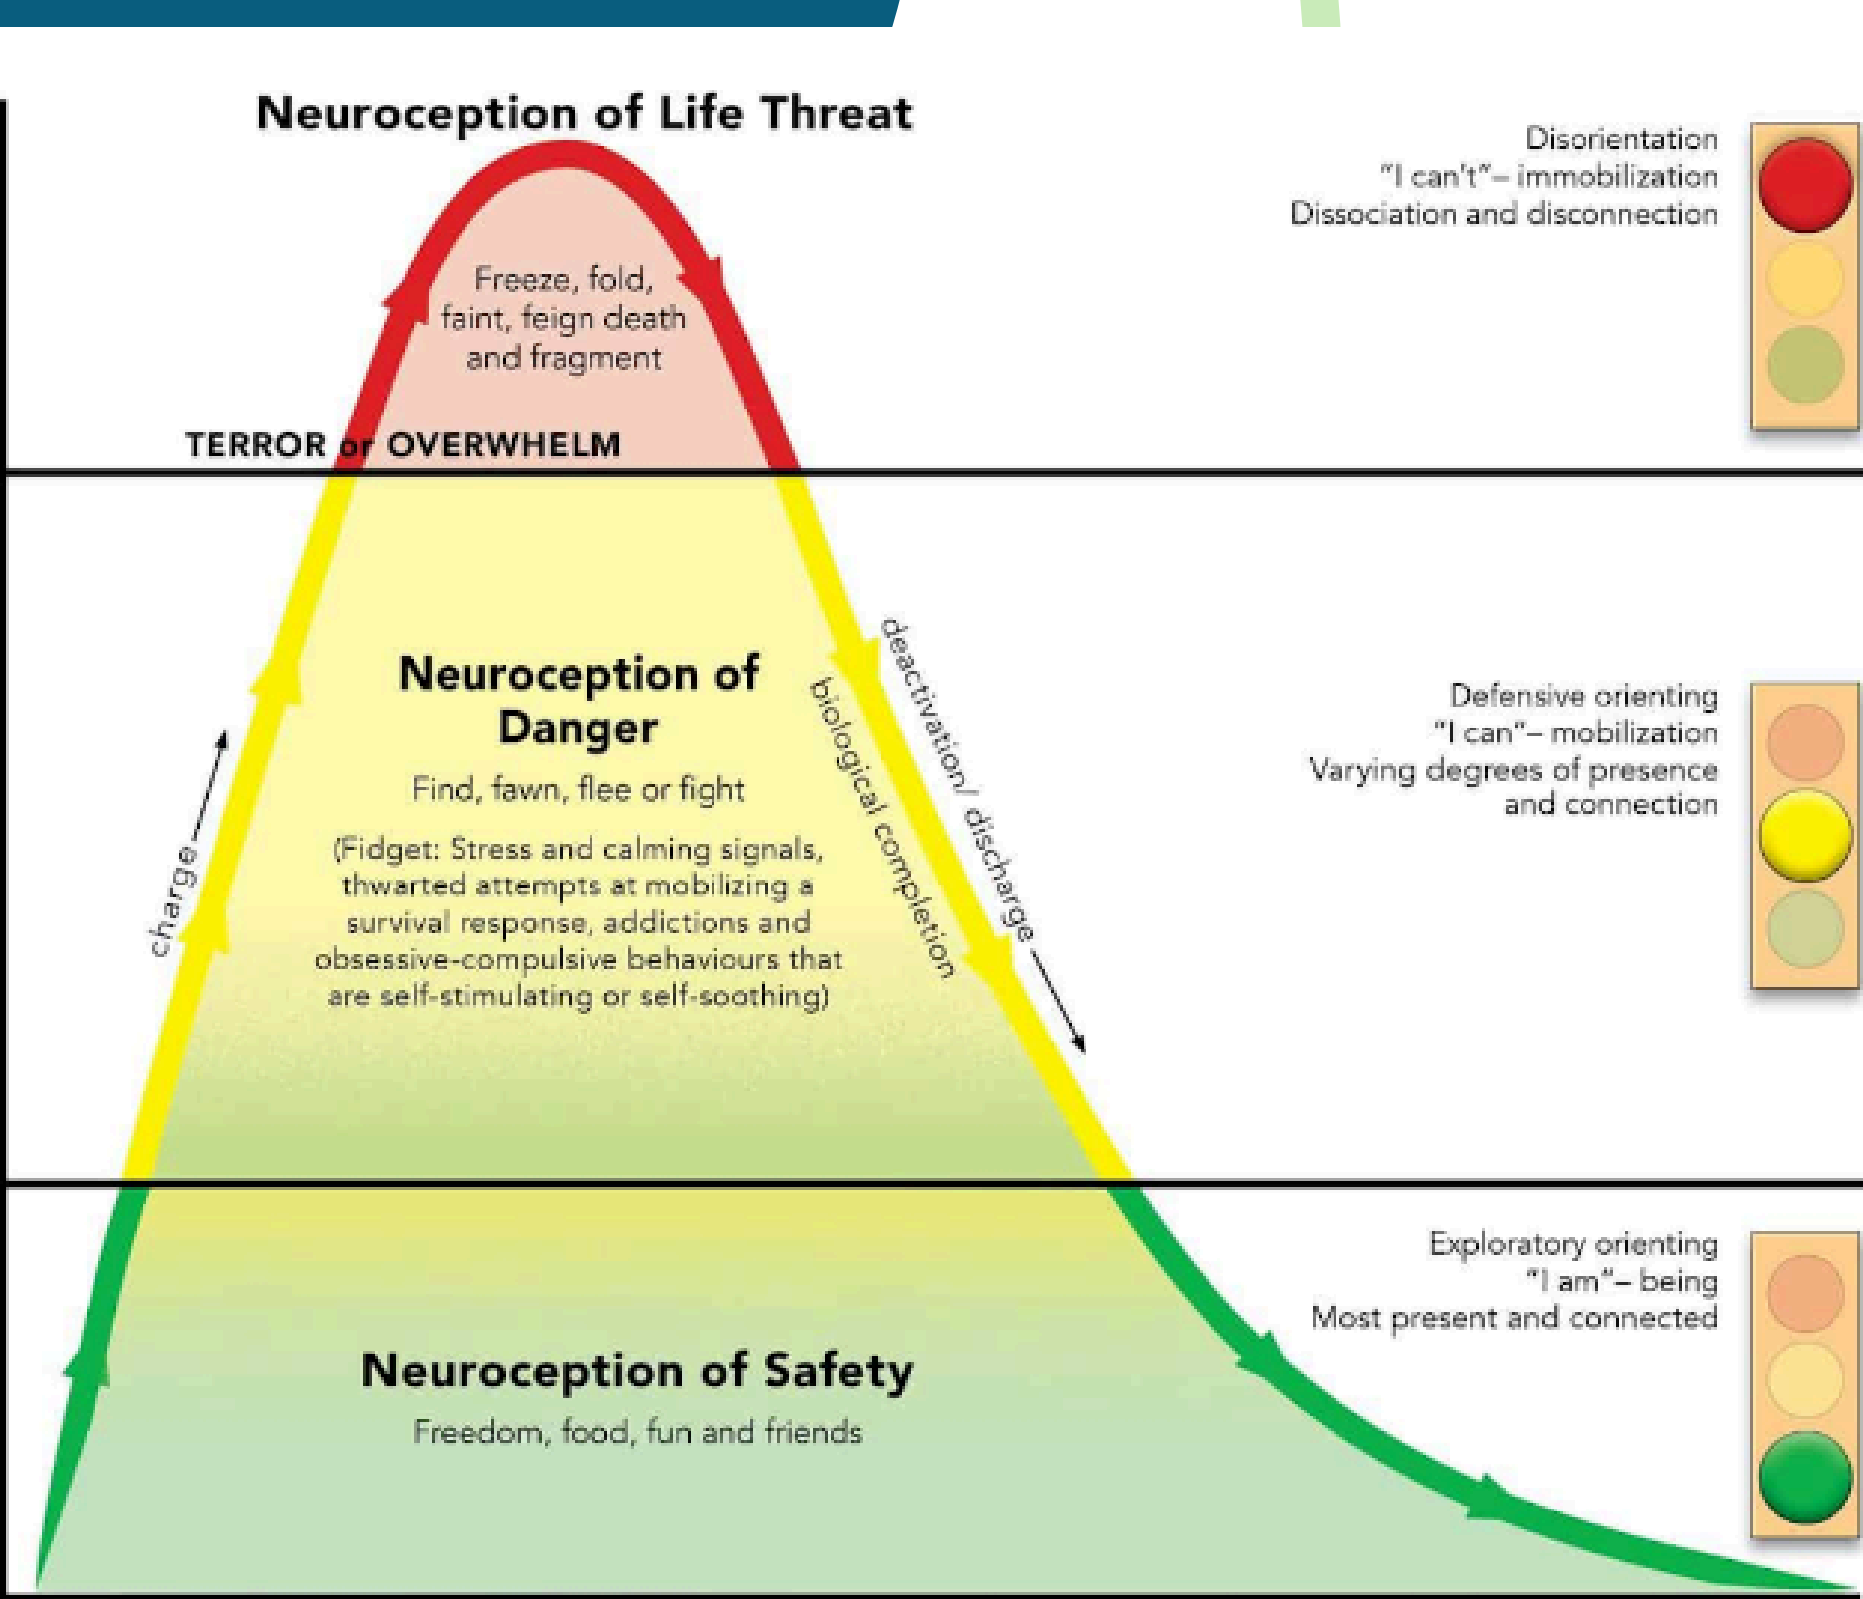 Neuroception of Life Threat
Disorientation
"I can't"– immobilization
Dissociation and disconnection
Freeze, fold,
faint, feign death
and fragment
TERROR or OVERWHELM
Neuroception of
Danger
Find, fawn, flee or fight
(Fidget: Stress and calming signals,
thwarted attempts at mobilizing a
survival response, addictions and
obsessive-compulsive behaviours that
are self-stimulating or self-soothing)
charge
deactivation/ discharge
biological completion
Defensive orienting
"I can"– mobilization
Varying degrees of presence
and connection
Exploratory orienting
"I am"– being
Most present and connected
Neuroception of Safety
Freedom, food, fun and friends